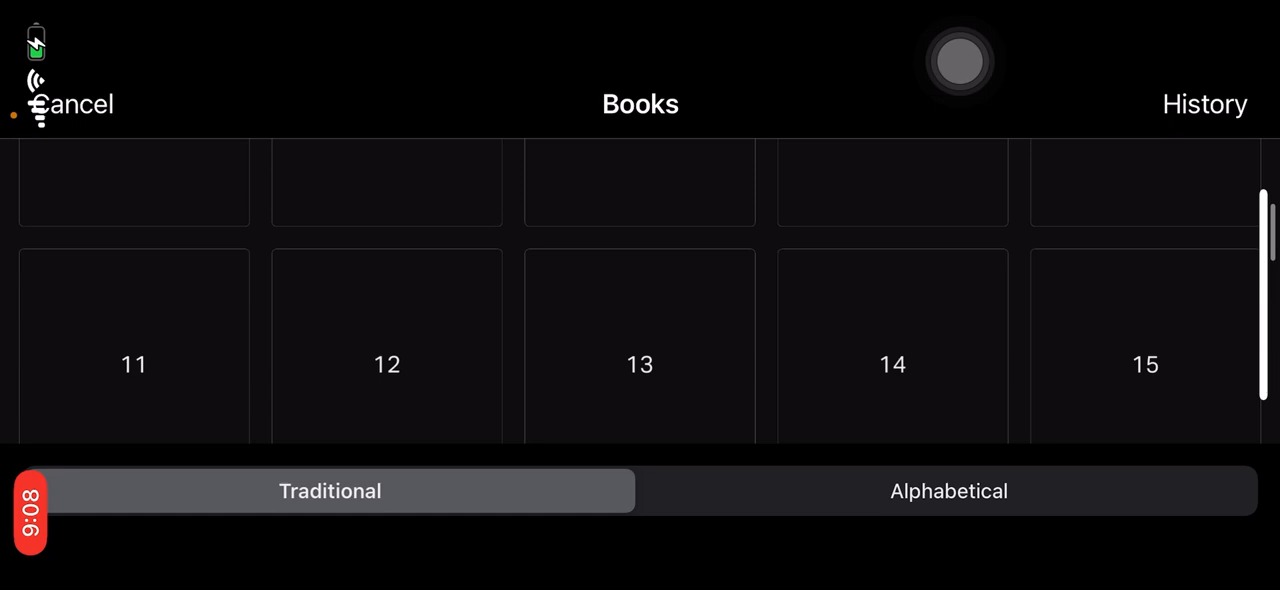 Cancel
Books
History
11
12
13
14
15
Traditional
Alphabetical
9:08